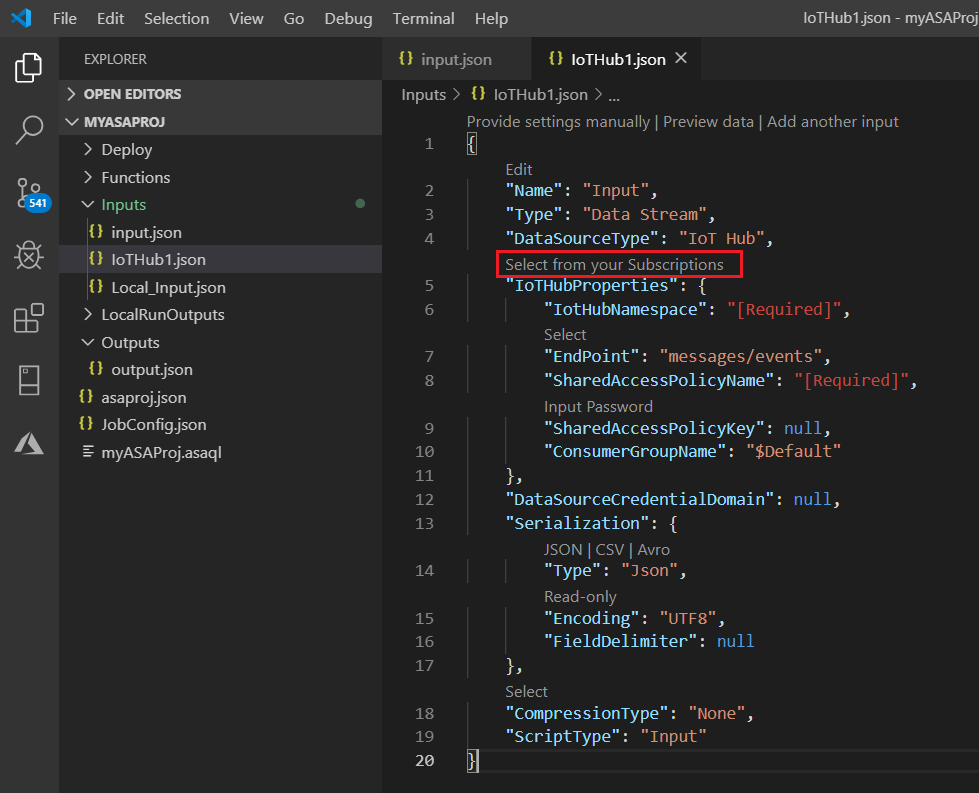 File Edit Selection View Go Debug Terminal Help IoTHub1.json - myASAProj
EXPLORER
OPEN EDITORS
MYASAPROJ
Deploy
Functions
Inputs
input.json
IoTHub1.json
Local_Input.json
LocalRunOutputs
Outputs
output.json
asaproj.json
JobConfig.json
myASAProj.asaql
541
input.json IoTHub1.json
Inputs > IoTHub1.json > ...
Provide settings manually | Preview data | Add another input
1 {
Edit
2 "Name": "Input",
3 "Type": "Data Stream",
4 "DataSourceType": "IoT Hub",
Select from your Subscriptions
5 "IoTHubProperties": {
6 "IotHubNamespace": "[Required]",
Select
7 "EndPoint": "messages/events",
8 "SharedAccessPolicyName": "[Required]",
Input Password
9 "SharedAccessPolicyKey": null,
10 "ConsumerGroupName": "$Default"
11 },
12 "DataSourceCredentialDomain": null,
13 "Serialization": {
JSON | CSV | Avro
14 "Type": "Json",
Read-only
15 "Encoding": "UTF8",
16 "FieldDelimiter": null
17 },
Select
18 "CompressionType": "None",
19 "ScriptType": "Input"
20 }